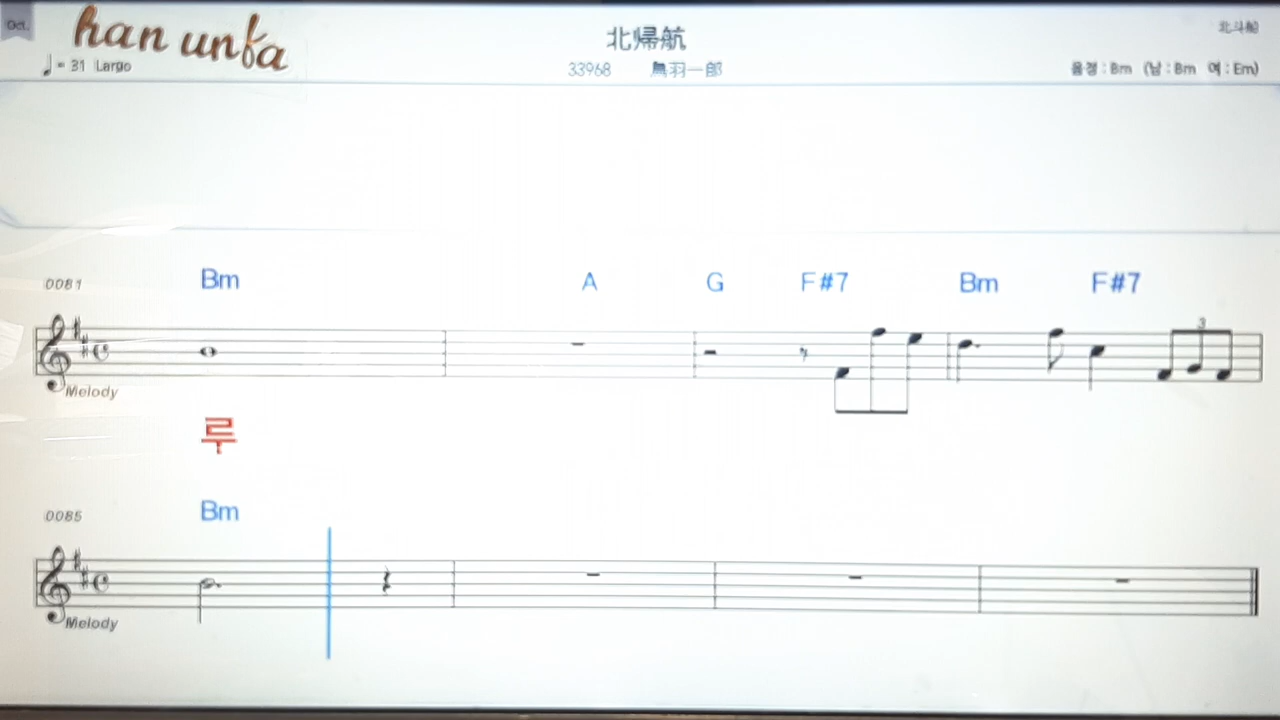 Oct.
han unfa
北帰航
北斗船
♩= 31 Largo
33968 鳥羽一郎
음정 : Bm (남 : Bm 여 : Em)
0081 Bm A G F#7 Bm F#7
3
Melody
루
0085 Bm
Melody